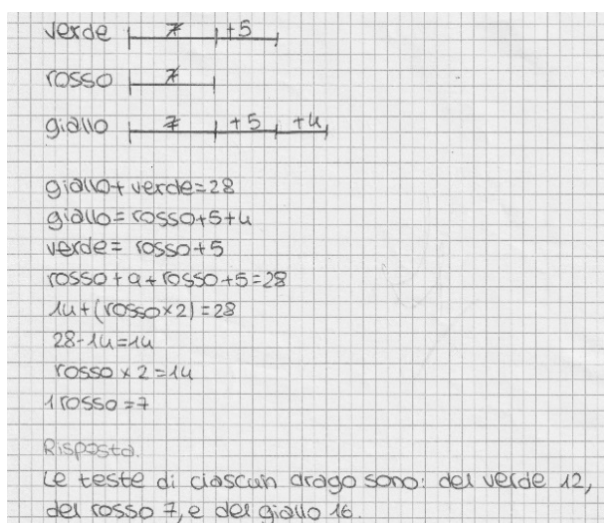 verde 7 +5
rosso 7
giallo 7 +5 +4
giallo+verde=28
giallo=rosso+5+4
verde=rosso+5
rosso+9+rosso+5=28
14+(rosso×2)=28
28-14=14
rosso×2=14
1 rosso=7
Risposta.
Le teste di ciascun drago sono: del verde 12,
del rosso 7, e del giallo 16.